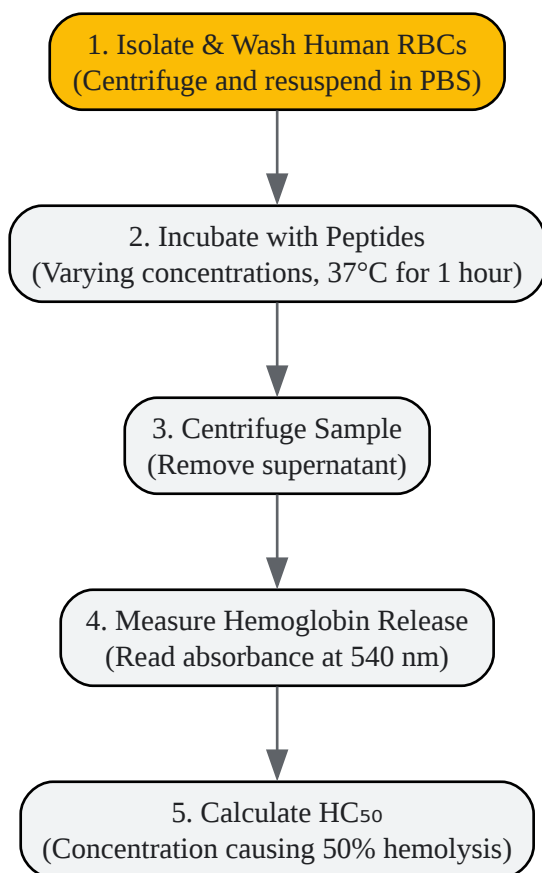 1. Isolate & Wash Human RBCs
(Centrifuge and resuspend in PBS)
2. Incubate with Peptides
(Varying concentrations, 37°C for 1 hour)
3. Centrifuge Sample
(Remove supernatant)
4. Measure Hemoglobin Release
(Read absorbance at 540 nm)
5. Calculate HC₅₀
(Concentration causing 50% hemolysis)